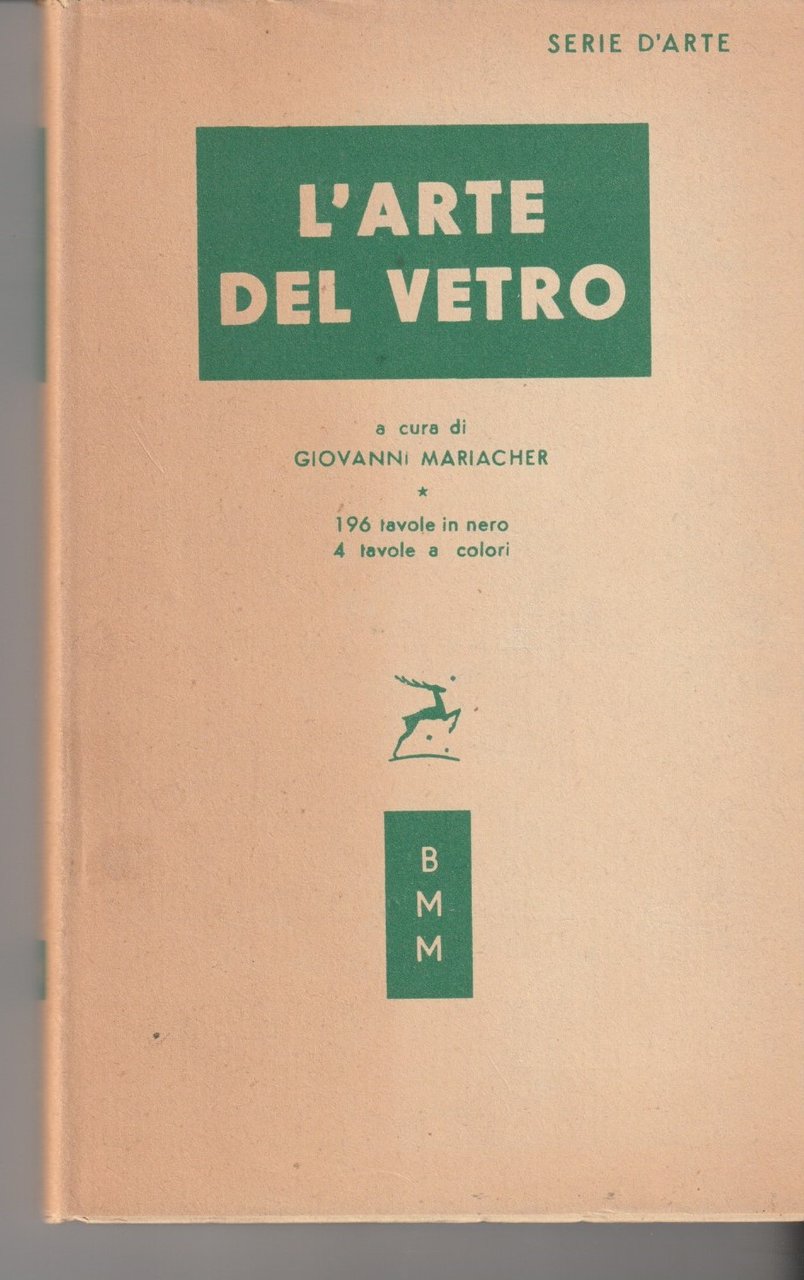 SERIE D'ARTE
L'ARTE
DEL VETRO
a cura di
GIOVANNI MARIACHER
196 tavole in nero
4 tavole a colori
B
M
M